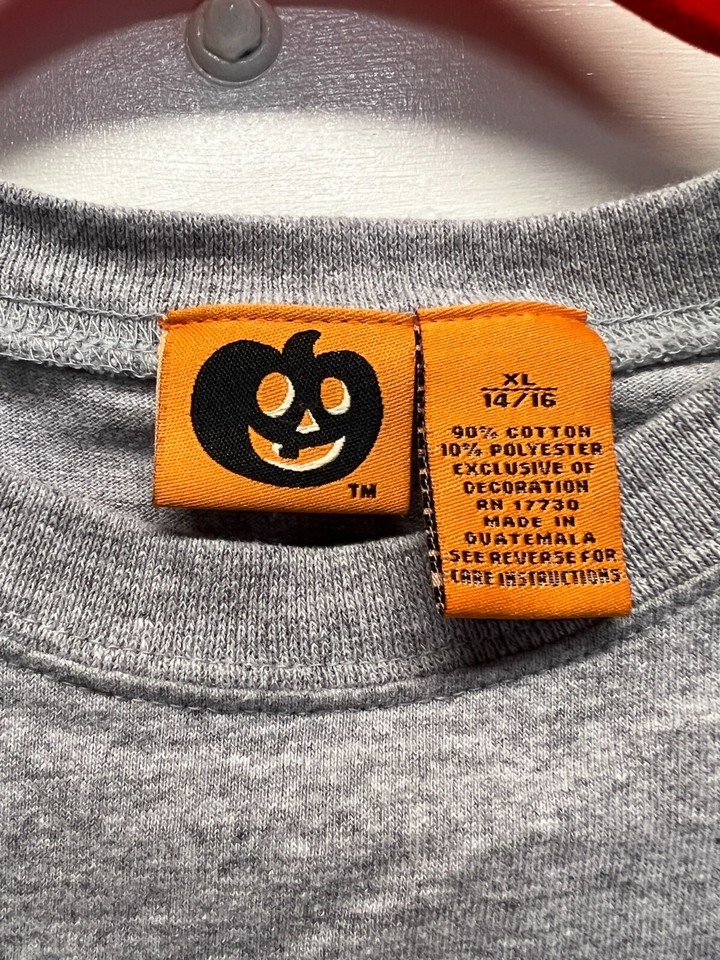 TM
XL
14/16
90% COTTON
10% POLYESTER
EXCLUSIVE OF
DECORATION
RN 17730
MADE IN
GUATEMALA
SEE REVERSE FOR
CARE INSTRUCTIONS